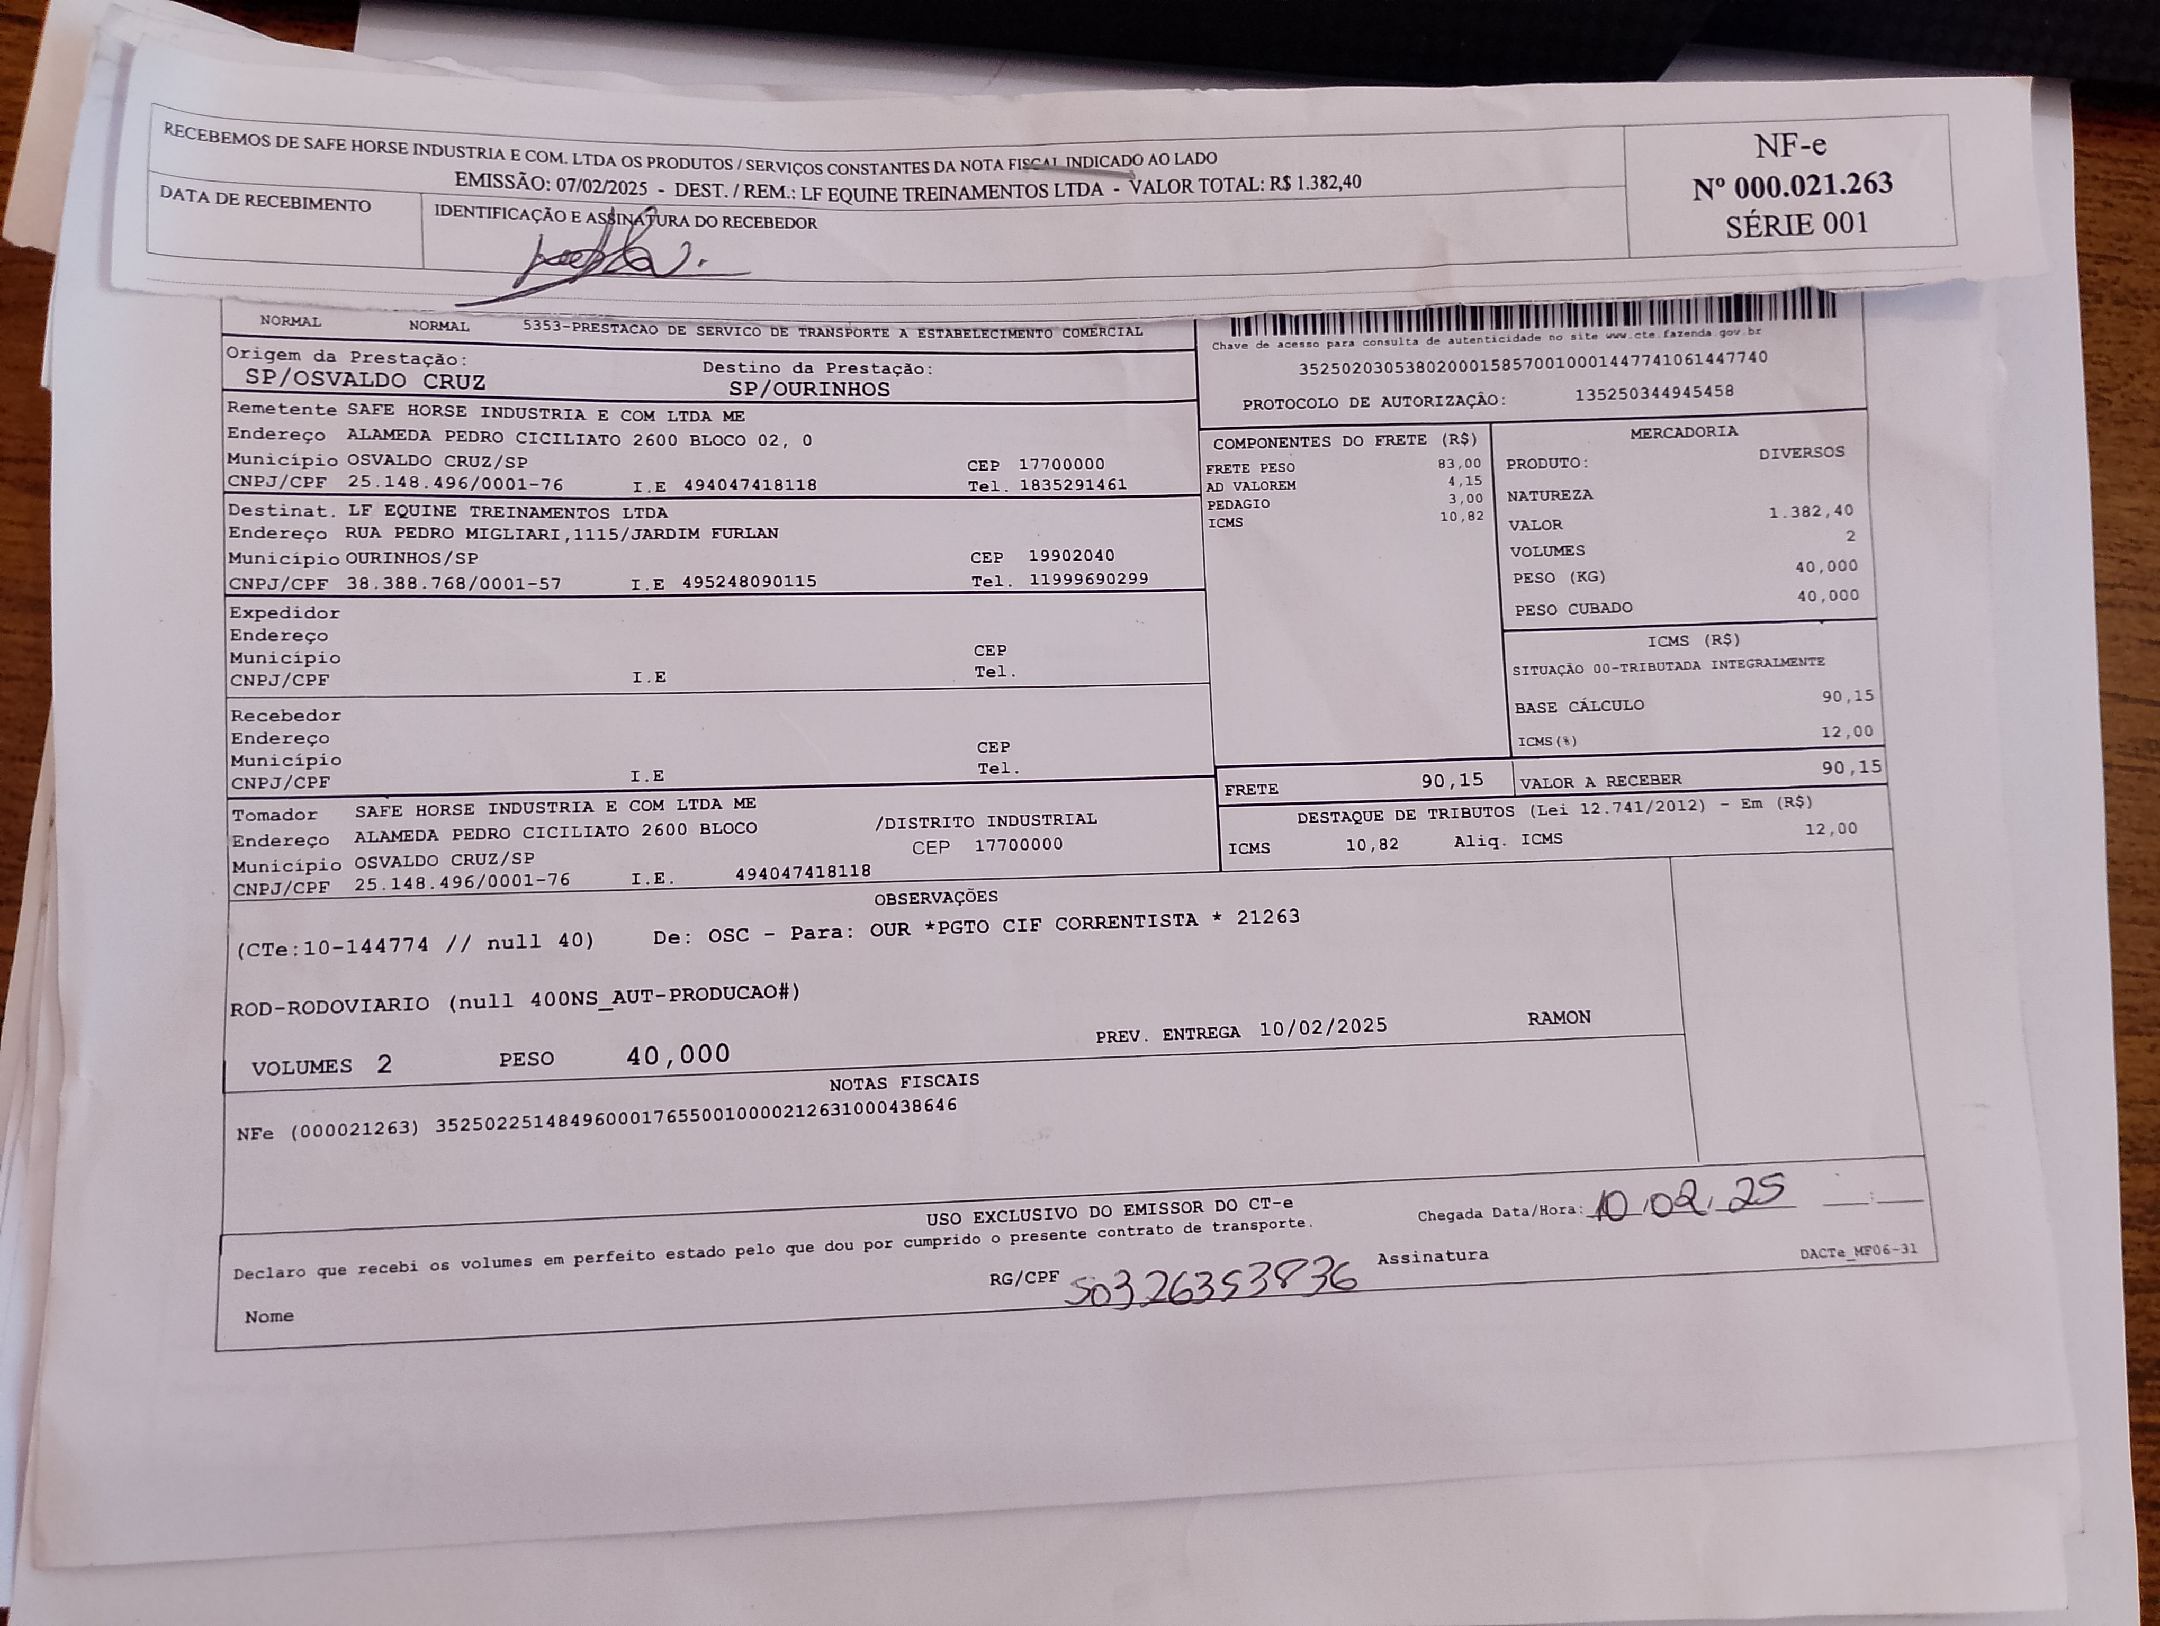 RECEBEMOS DE SAFE HORSE INDUSTRIA E COM. LTDA OS PRODUTOS / SERVIÇOS CONSTANTES DA NOTA FISCAL INDICADO AO LADO
EMISSÃO: 07/02/2025 - DEST. / REM.: LF EQUINE TREINAMENTOS LTDA - VALOR TOTAL: R$ 1.382,40
DATA DE RECEBIMENTO
IDENTIFICAÇÃO E ASSINATURA DO RECEBEDOR
NF-e
Nº 000.021.263
SÉRIE 001
NORMAL NORMAL 5353-PRESTACAO DE SERVICO DE TRANSPORTE A ESTABELECIMENTO COMERCIAL
Chave de acesso para consulta de autenticidade no site www.cte.fazenda.gov.br
35250203053802000158570010001447741061447740
PROTOCOLO DE AUTORIZAÇÃO: 135250344945458
Origem da Prestação: Destino da Prestação:
SP/OSVALDO CRUZ SP/OURINHOS
Remetente SAFE HORSE INDUSTRIA E COM LTDA ME
Endereço ALAMEDA PEDRO CICILIATO 2600 BLOCO 02, 0
Município OSVALDO CRUZ/SP CEP 17700000
CNPJ/CPF 25.148.496/0001-76 I.E 494047418118 Tel. 1835291461
Destinat. LF EQUINE TREINAMENTOS LTDA
Endereço RUA PEDRO MIGLIARI,1115/JARDIM FURLAN
Município OURINHOS/SP CEP 19902040
CNPJ/CPF 38.388.768/0001-57 I.E 495248090115 Tel. 11999690299
Expedidor
Endereço
Município CEP
CNPJ/CPF I.E Tel.
Recebedor
Endereço
Município CEP
CNPJ/CPF I.E Tel.
Tomador SAFE HORSE INDUSTRIA E COM LTDA ME
Endereço ALAMEDA PEDRO CICILIATO 2600 BLOCO /DISTRITO INDUSTRIAL
Município OSVALDO CRUZ/SP CEP 17700000
CNPJ/CPF 25.148.496/0001-76 I.E. 494047418118
COMPONENTES DO FRETE (R$)
FRETE PESO 83,00
AD VALOREM 4,15
PEDAGIO 3,00
ICMS 10,82
MERCADORIA
PRODUTO: DIVERSOS
NATUREZA
VALOR 1.382,40
VOLUMES 2
PESO (KG) 40,000
PESO CUBADO 40,000
ICMS (R$)
SITUAÇÃO 00-TRIBUTADA INTEGRALMENTE
BASE CÁLCULO 90,15
ICMS(%) 12,00
FRETE 90,15 VALOR A RECEBER 90,15
DESTAQUE DE TRIBUTOS (Lei 12.741/2012) - Em (R$)
ICMS 10,82 Aliq. ICMS 12,00
OBSERVAÇÕES
(CTe:10-144774 // null 40) De: OSC - Para: OUR *PGTO CIF CORRENTISTA * 21263
ROD-RODOVIARIO (null 400NS_AUT-PRODUCAO#)
VOLUMES 2 PESO 40,000 PREV. ENTREGA 10/02/2025 RAMON
NOTAS FISCAIS
NFe (000021263) 35250225148496000176550010000212631000438646
USO EXCLUSIVO DO EMISSOR DO CT-e
Declaro que recebi os volumes em perfeito estado pelo que dou por cumprido o presente contrato de transporte.
Chegada Data/Hora: 10/02/25 __:__
Nome RG/CPF 50326353836 Assinatura
DACTe_MF06-31